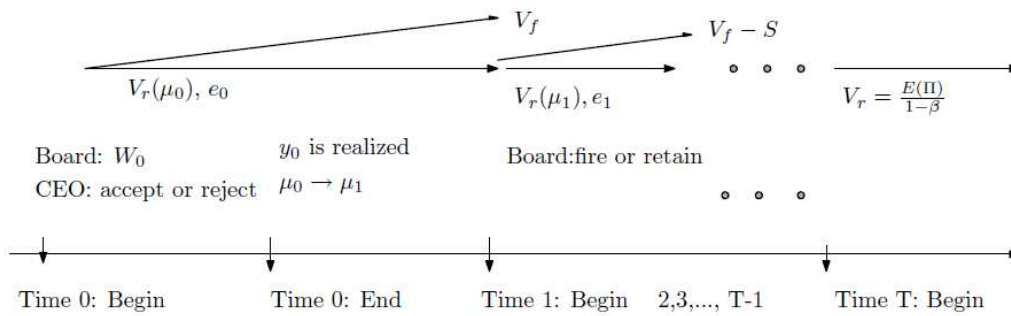 V_f
V_f − S
V_r(μ_0), e_0
V_r(μ_1), e_1
V_r = E(Π)/(1−β)
Board: W_0
y_0 is realized
Board:fire or retain
CEO: accept or reject
μ_0 → μ_1
Time 0: Begin
Time 0: End
Time 1: Begin
2,3,..., T-1
Time T: Begin